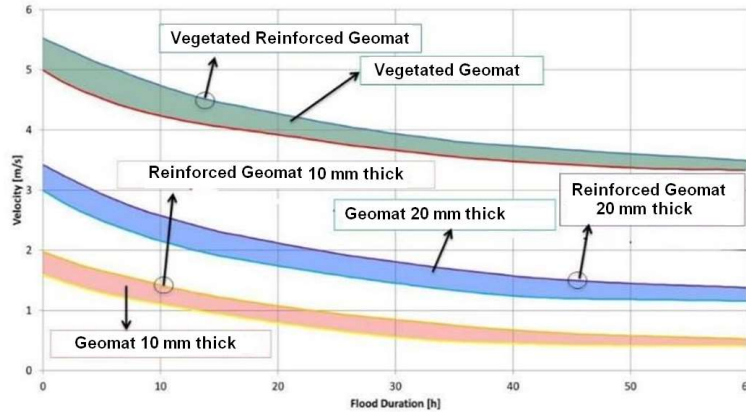 6
Vegetated Reinforced Geomat
5
Vegetated Geomat
4
Velocity [m/s]
Reinforced Geomat 10 mm thick
3
Reinforced Geomat
20 mm thick
Geomat 20 mm thick
2
1
Geomat 10 mm thick
0
0 10 20 30 40 50
Flood Duration [h]